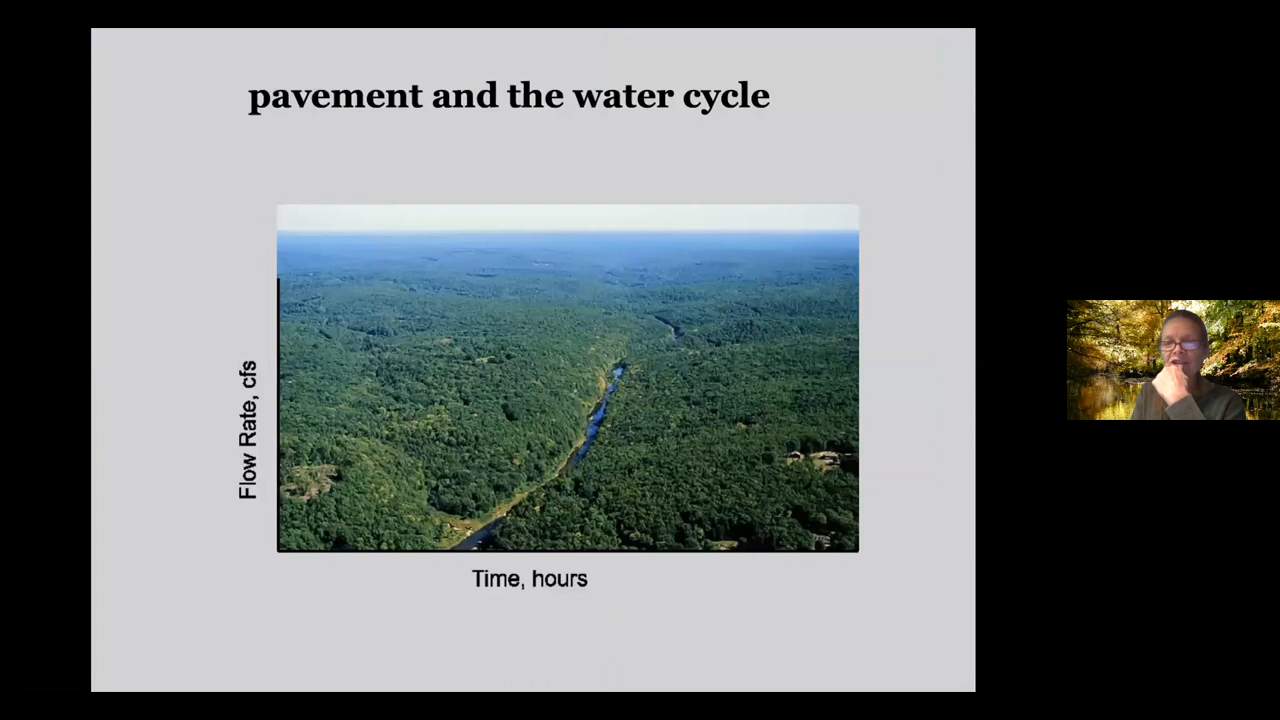 pavement and the water cycle
Flow Rate, cfs
Time, hours